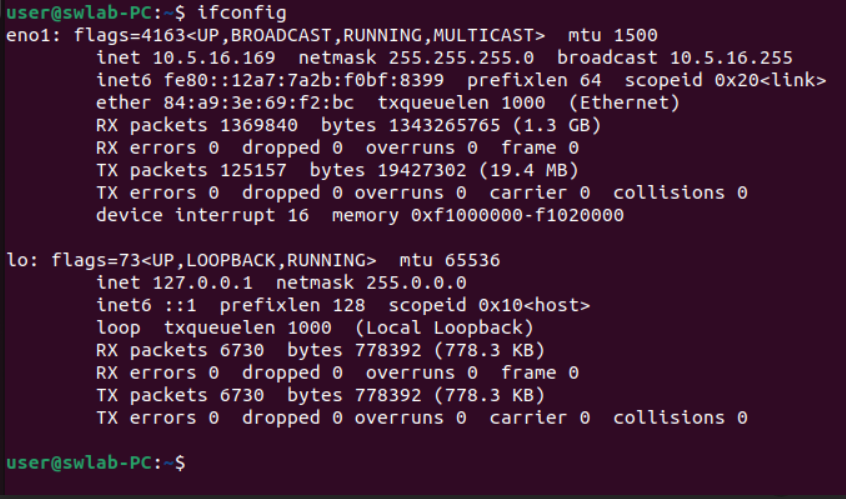 user@swlab-PC:~$ ifconfig
eno1: flags=4163<UP,BROADCAST,RUNNING,MULTICAST>  mtu 1500
        inet 10.5.16.169  netmask 255.255.255.0  broadcast 10.5.16.255
        inet6 fe80::12a7:7a2b:f0bf:8399  prefixlen 64  scopeid 0x20<link>
        ether 84:a9:3e:69:f2:bc  txqueuelen 1000  (Ethernet)
        RX packets 1369840  bytes 1343265765 (1.3 GB)
        RX errors 0  dropped 0  overruns 0  frame 0
        TX packets 125157  bytes 19427302 (19.4 MB)
        TX errors 0  dropped 0 overruns 0  carrier 0  collisions 0
        device interrupt 16  memory 0xf1000000-f1020000

lo: flags=73<UP,LOOPBACK,RUNNING>  mtu 65536
        inet 127.0.0.1  netmask 255.0.0.0
        inet6 ::1  prefixlen 128  scopeid 0x10<host>
        loop  txqueuelen 1000  (Local Loopback)
        RX packets 6730  bytes 778392 (778.3 KB)
        RX errors 0  dropped 0  overruns 0  frame 0
        TX packets 6730  bytes 778392 (778.3 KB)
        TX errors 0  dropped 0 overruns 0  carrier 0  collisions 0

user@swlab-PC:~$